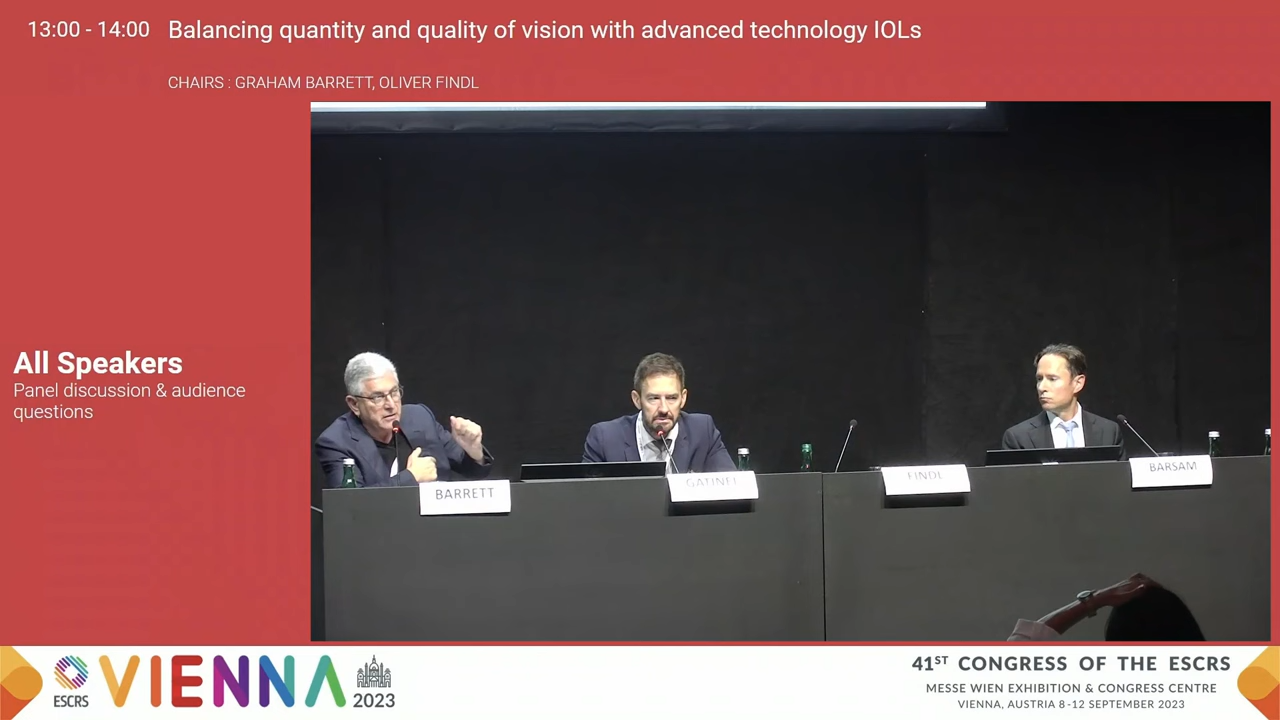 13:00 - 14:00 Balancing quantity and quality of vision with advanced technology IOLs
CHAIRS : GRAHAM BARRETT, OLIVER FINDL
All Speakers
Panel discussion & audience
questions
BARRETT
GATINEL
FINDL
BARSAM
ESCRS
VIENNA
2023
41ST CONGRESS OF THE ESCRS
MESSE WIEN EXHIBITION & CONGRESS CENTRE
VIENNA, AUSTRIA 8-12 SEPTEMBER 2023